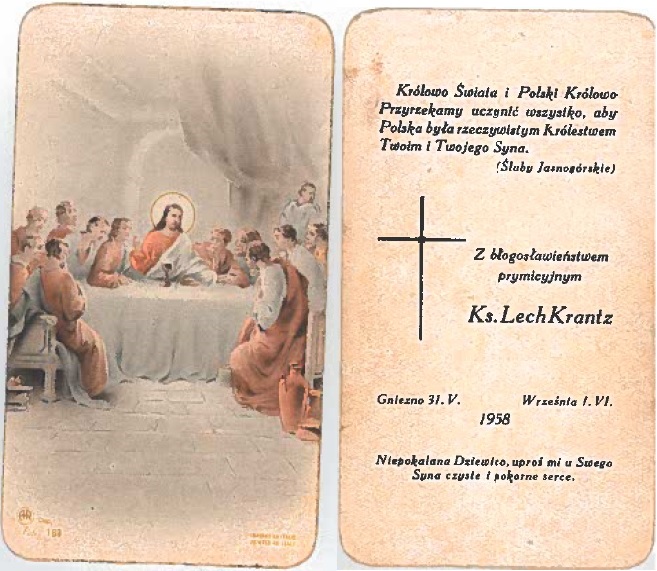 Królowo Świata i Polski Królowo
Przyrzekamy uczynić wszystko, aby
Polska była rzeczywistym Królestwem
Twoim i Twojego Syna.
(Śluby Jasnogórskie)
Z błogosławieństwem
prymicyjnym
Ks. Lech Krantz
Gniezno 31. V. Września 1. VI.
1958
Niepokalana Dziewico, uproś mi u Swego
Syna czyste i pokorne serce.
163